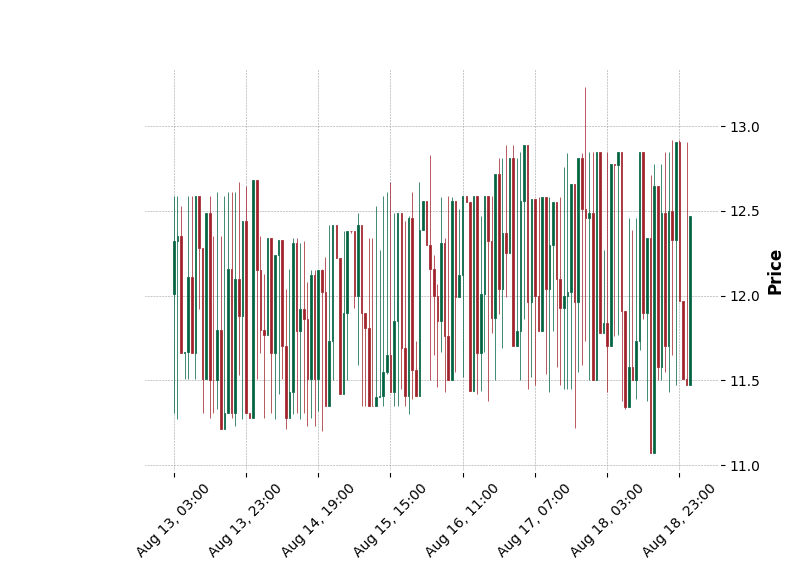 13.0
12.5
12.0
11.5
11.0
Price
Aug 13, 03:00
Aug 13, 23:00
Aug 14, 19:00
Aug 15, 15:00
Aug 16, 11:00
Aug 17, 07:00
Aug 18, 03:00
Aug 18, 23:00